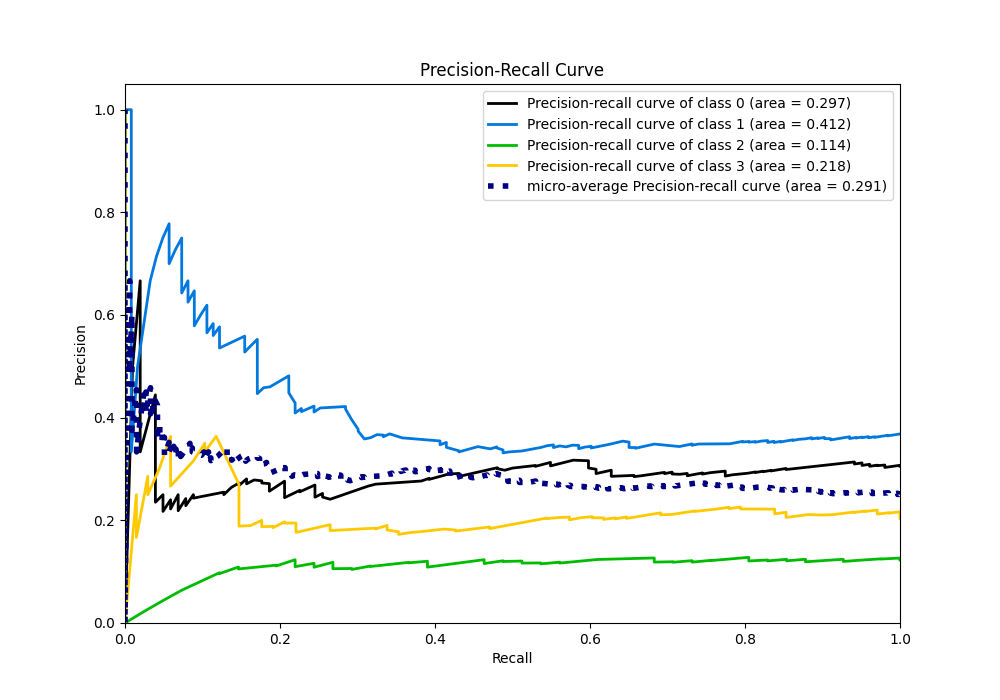 Precision-Recall Curve
Precision-recall curve of class 0 (area = 0.297)
Precision-recall curve of class 1 (area = 0.412)
Precision-recall curve of class 2 (area = 0.114)
Precision-recall curve of class 3 (area = 0.218)
micro-average Precision-recall curve (area = 0.291)
Precision
1.0
0.8
0.6
0.4
0.2
0.0
0.0 0.2 0.4 0.6 0.8 1.0
Recall